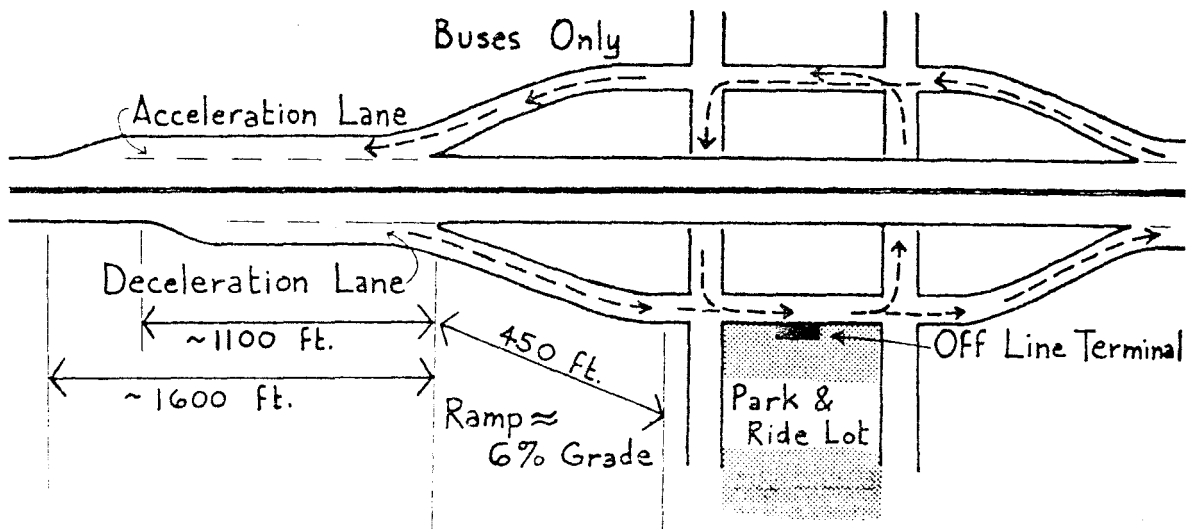 Buses Only
Acceleration Lane
Deceleration Lane
~1100 ft.
~1600 ft.
450 ft.
Ramp≈
6% Grade
Off Line Terminal
Park &
Ride Lot